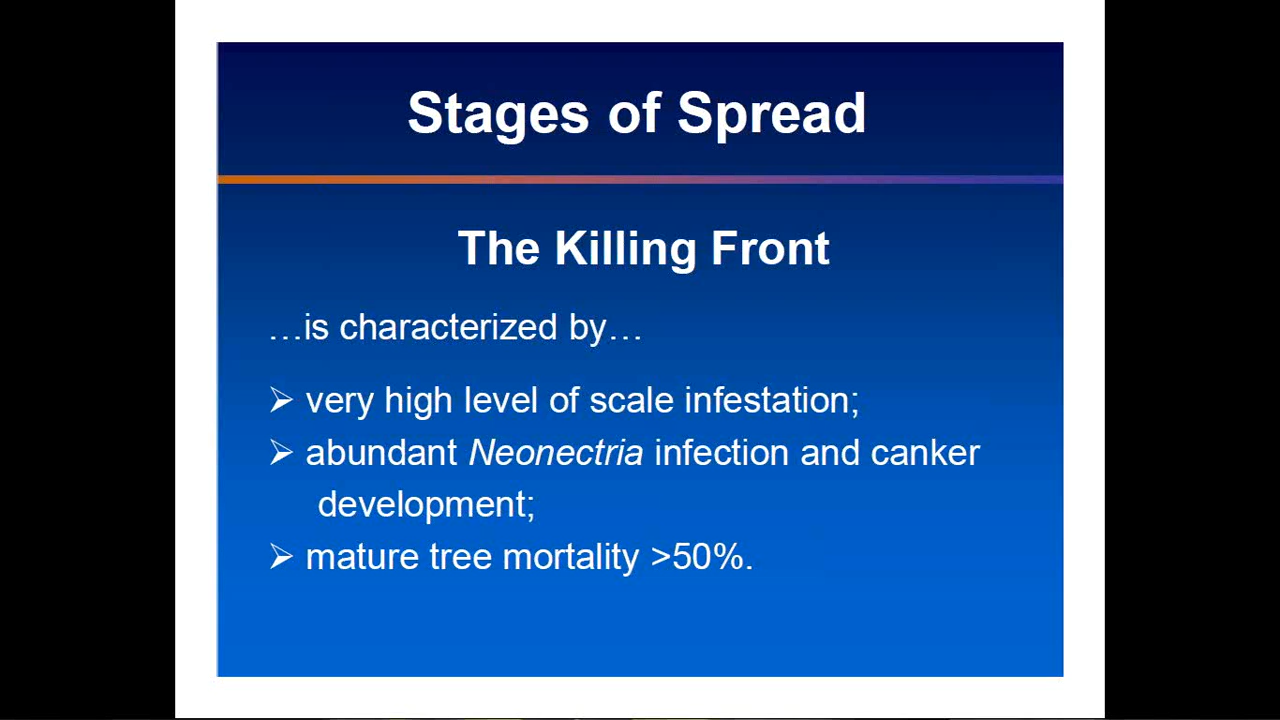 Stages of Spread
The Killing Front
…is characterized by…
➢ very high level of scale infestation;
➢ abundant Neonectria infection and canker
development;
➢ mature tree mortality >50%.